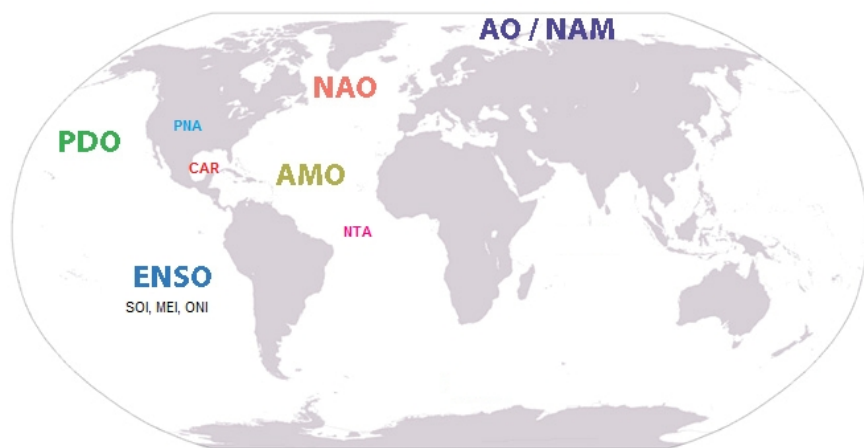 AO / NAM
NAO
PNA
PDO
CAR
AMO
NTA
ENSO
SOI, MEI, ONI